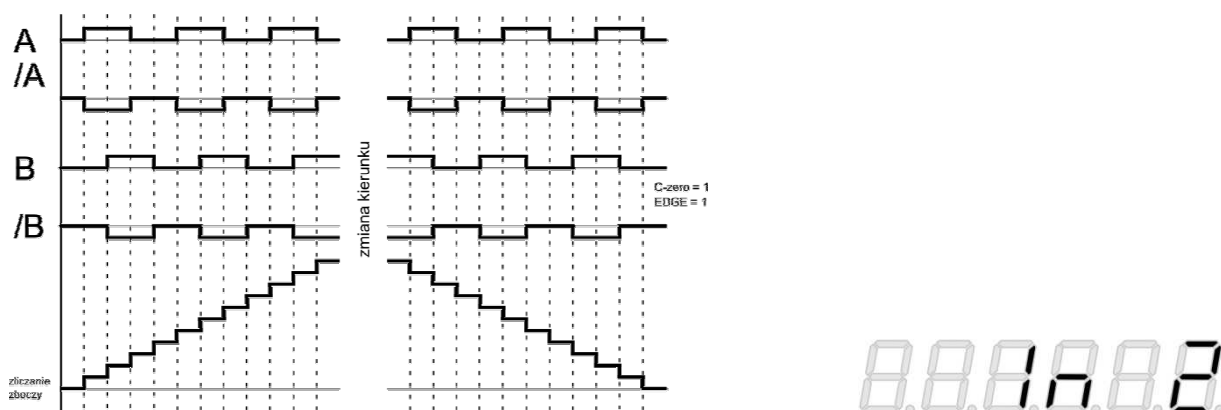 A
/A
B
/B
zmiana kierunku
C-zero = 1
EDGE = 1
zliczanie
zboczy
In 2